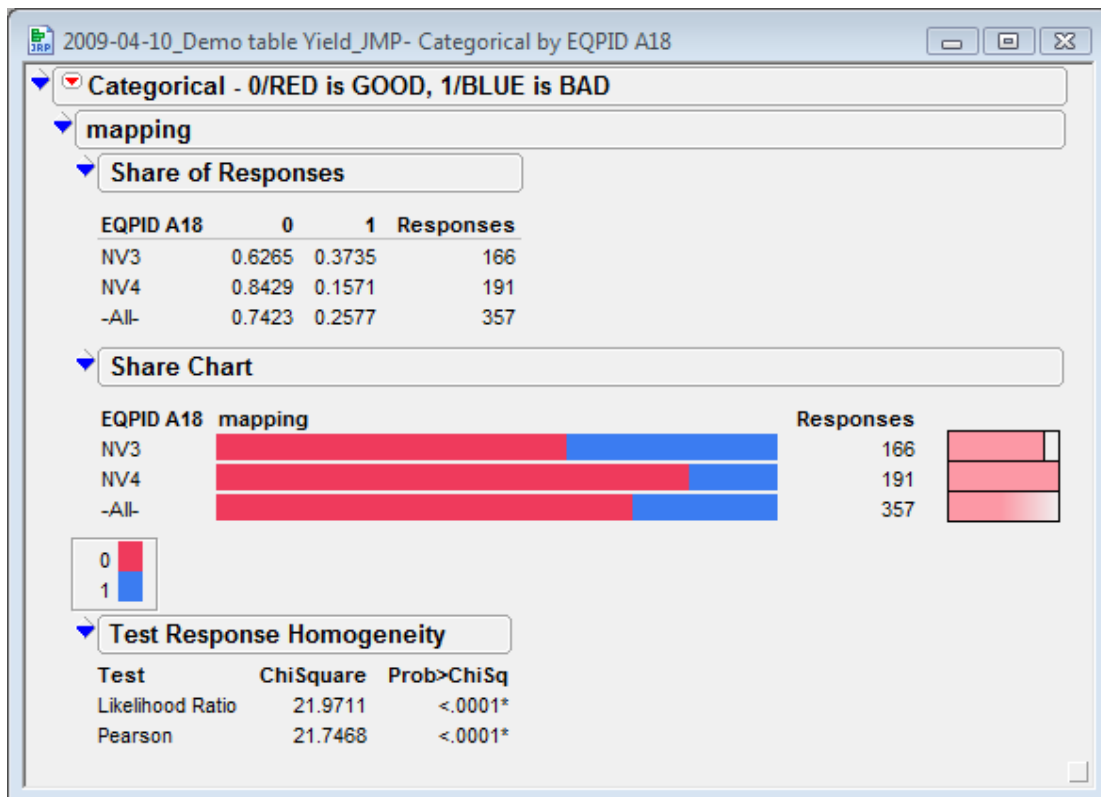 2009-04-10_Demo table Yield_JMP- Categorical by EQPID A18
Categorical - 0/RED is GOOD, 1/BLUE is BAD
mapping
Share of Responses
EQPID A18 0 1 Responses
NV3 0.6265 0.3735 166
NV4 0.8429 0.1571 191
-All- 0.7423 0.2577 357
Share Chart
EQPID A18 mapping Responses
NV3 166
NV4 191
-All- 357
0
1
Test Response Homogeneity
Test ChiSquare Prob>ChiSq
Likelihood Ratio 21.9711 <.0001*
Pearson 21.7468 <.0001*